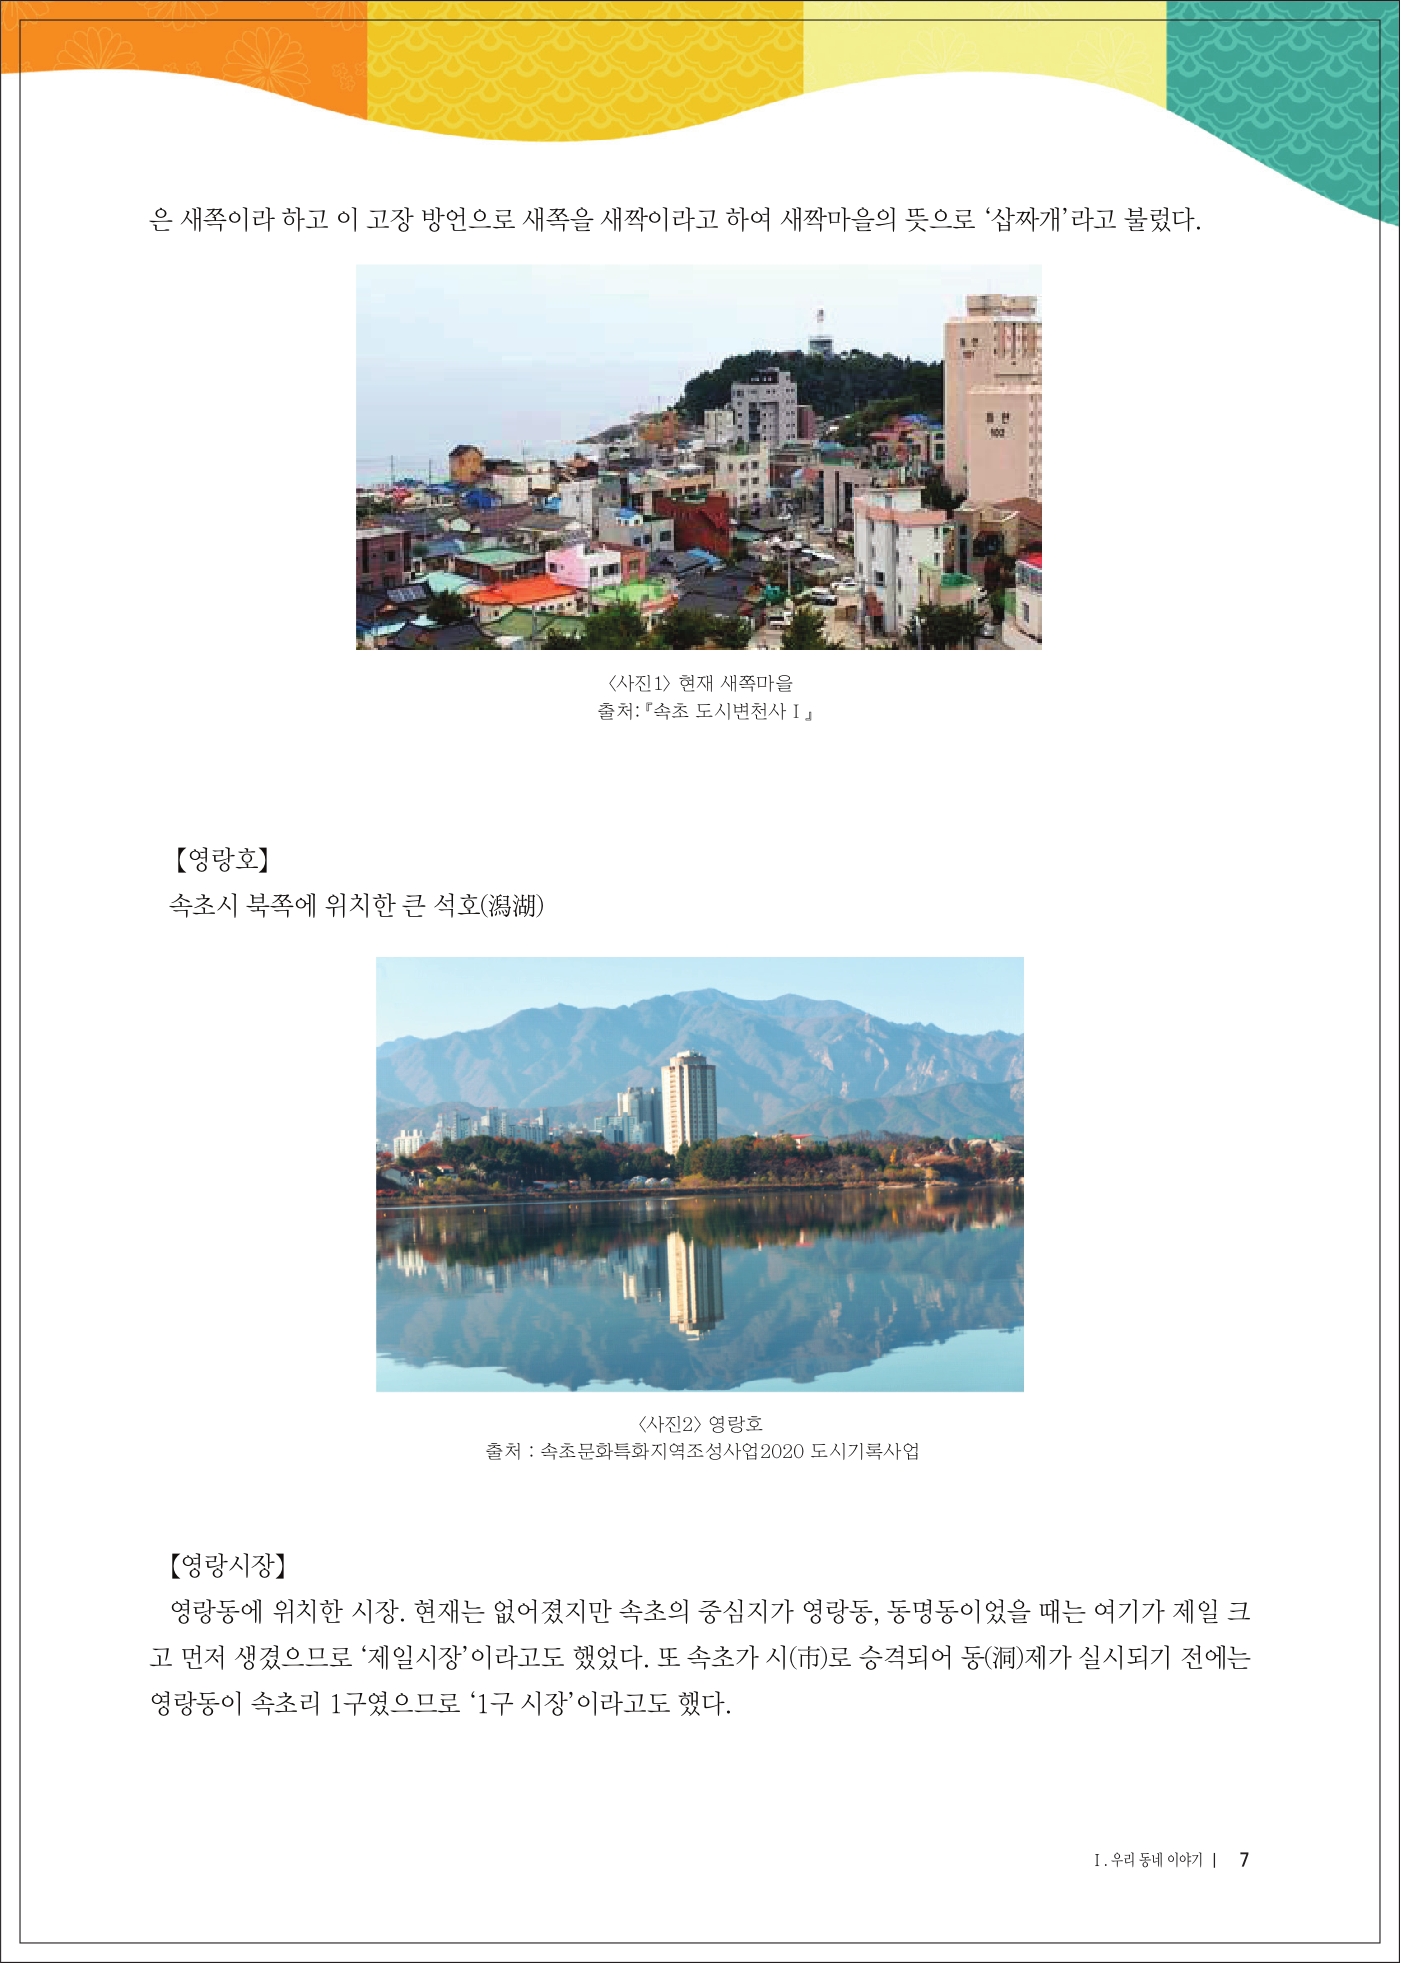 은 새쪽이라 하고 이 고장 방언으로 새쪽을 새짝이라고 하여 새짝마을의 뜻으로 ‘삽짜개’라고 불렀다.
동현
101
동현
102
〈사진1〉 현재 새쪽마을
출처:『속초 도시변천사Ⅰ』
【영랑호】
속초시 북쪽에 위치한 큰 석호(潟湖)
〈사진2〉 영랑호
출처 : 속초문화특화지역조성사업2020 도시기록사업
【영랑시장】
영랑동에 위치한 시장. 현재는 없어졌지만 속초의 중심지가 영랑동, 동명동이었을 때는 여기가 제일 크
고 먼저 생겼으므로 ‘제일시장’이라고도 했었다. 또 속초가 시(市)로 승격되어 동(洞)제가 실시되기 전에는
영랑동이 속초리 1구였으므로 ‘1구 시장’이라고도 했다.
Ⅰ. 우리 동네 이야기 | 7